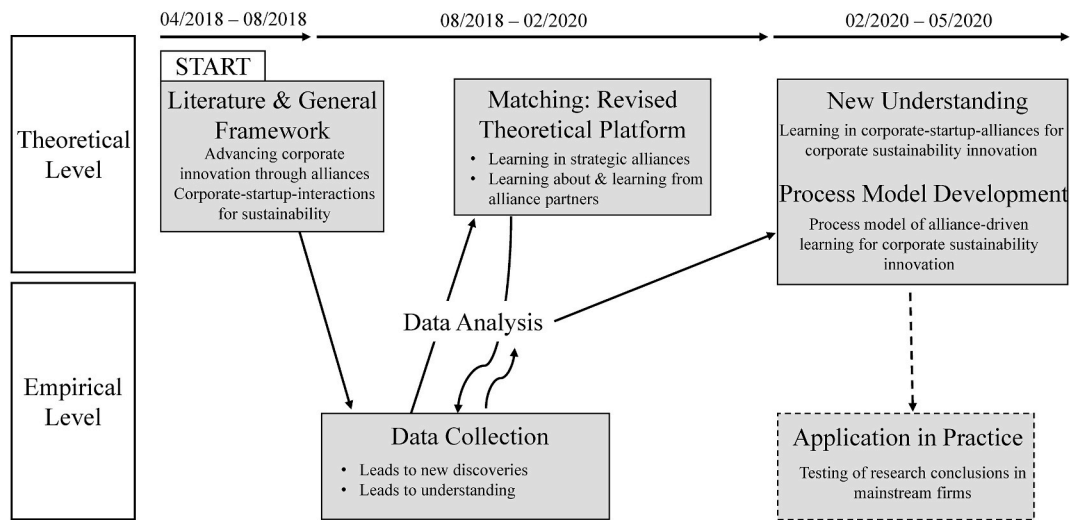 04/2018 – 08/2018
08/2018 – 02/2020
02/2020 – 05/2020
Theoretical
Level
START
Literature & General
Framework
Advancing corporate
innovation through alliances
Corporate-startup-interactions
for sustainability
Matching: Revised
Theoretical Platform
• Learning in strategic alliances
• Learning about & learning from
alliance partners
New Understanding
Learning in corporate-startup-alliances for
corporate sustainability innovation
Process Model Development
Process model of alliance-driven
learning for corporate sustainability
innovation
Data Analysis
Empirical
Level
Data Collection
• Leads to new discoveries
• Leads to understanding
Application in Practice
Testing of research conclusions in
mainstream firms